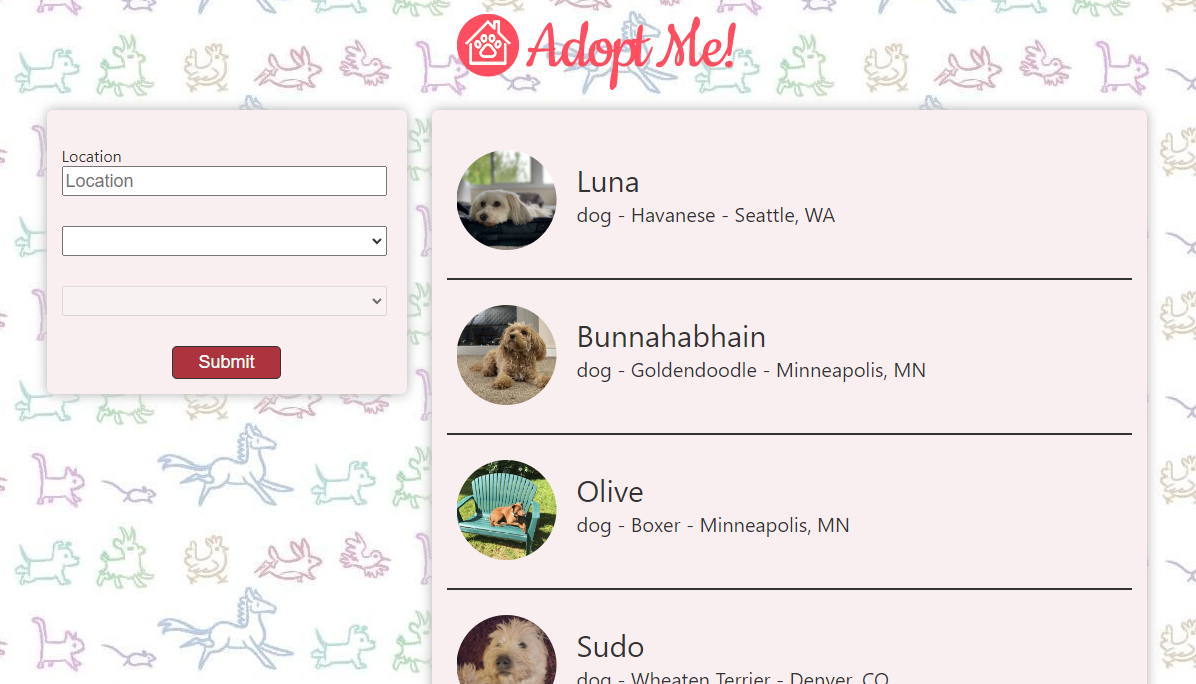 Adopt Me!
Location
Location
Submit
Luna
dog - Havanese - Seattle, WA
Bunnahabhain
dog - Goldendoodle - Minneapolis, MN
Olive
dog - Boxer - Minneapolis, MN
Sudo
dog - Wheaten Terrier - Denver, CO